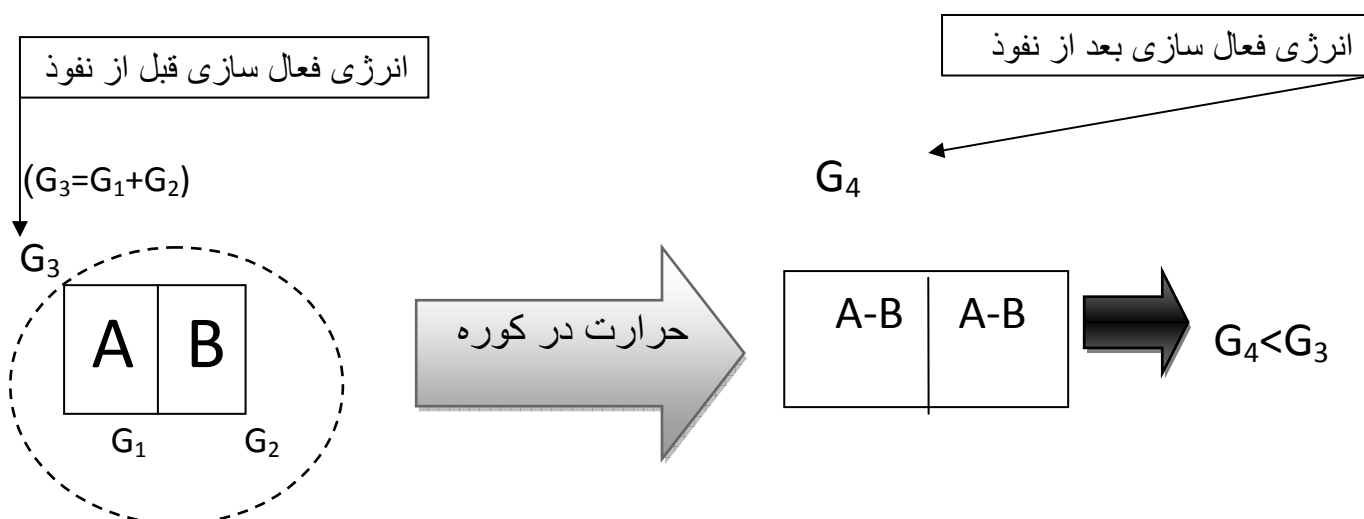 انرژی فعال سازی قبل از نفوذ
انرژی فعال سازی بعد از نفوذ
(G₃=G₁+G₂)
G₄
G₃
A B
حرارت در کوره
A-B A-B
G₄<G₃
G₁ G₂